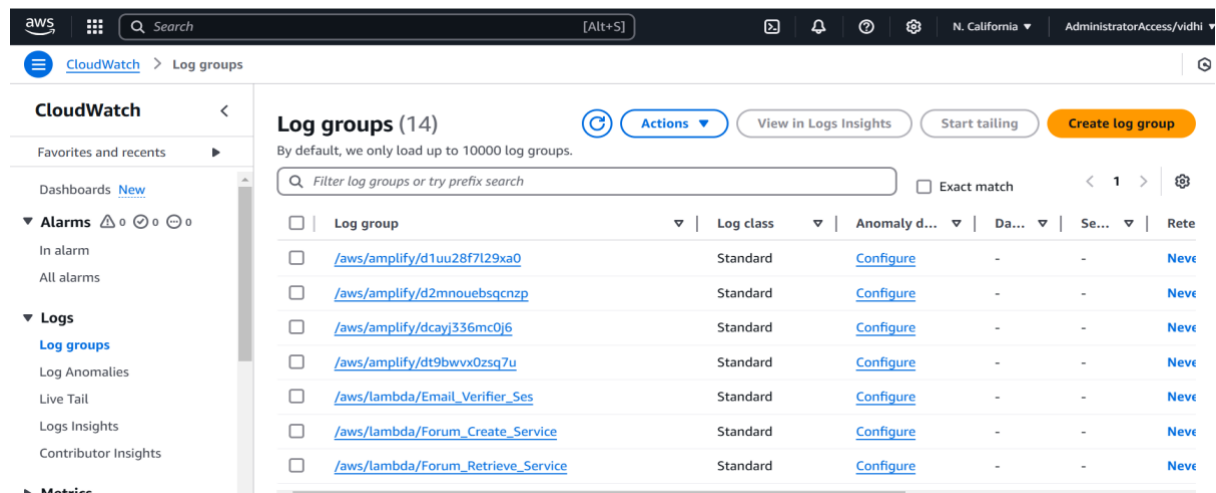 aws
Search [Alt+S]
N. California
AdministratorAccess/vidhi
CloudWatch > Log groups
CloudWatch
Favorites and recents
Dashboards New
Alarms 0 0 0
In alarm
All alarms
Logs
Log groups
Log Anomalies
Live Tail
Logs Insights
Contributor Insights
Metrics
Log groups (14)
Actions
View in Logs Insights
Start tailing
Create log group
By default, we only load up to 10000 log groups.
Filter log groups or try prefix search
Exact match
< 1 >
Log group Log class Anomaly d... Da... Se... Rete
/aws/amplify/d1uu28f7l29xa0 Standard Configure - - Neve
/aws/amplify/d2mnouebsqcnzp Standard Configure - - Neve
/aws/amplify/dcayj336mc0j6 Standard Configure - - Neve
/aws/amplify/dt9bwvx0zsq7u Standard Configure - - Neve
/aws/lambda/Email_Verifier_Ses Standard Configure - - Neve
/aws/lambda/Forum_Create_Service Standard Configure - - Neve
/aws/lambda/Forum_Retrieve_Service Standard Configure - - Neve